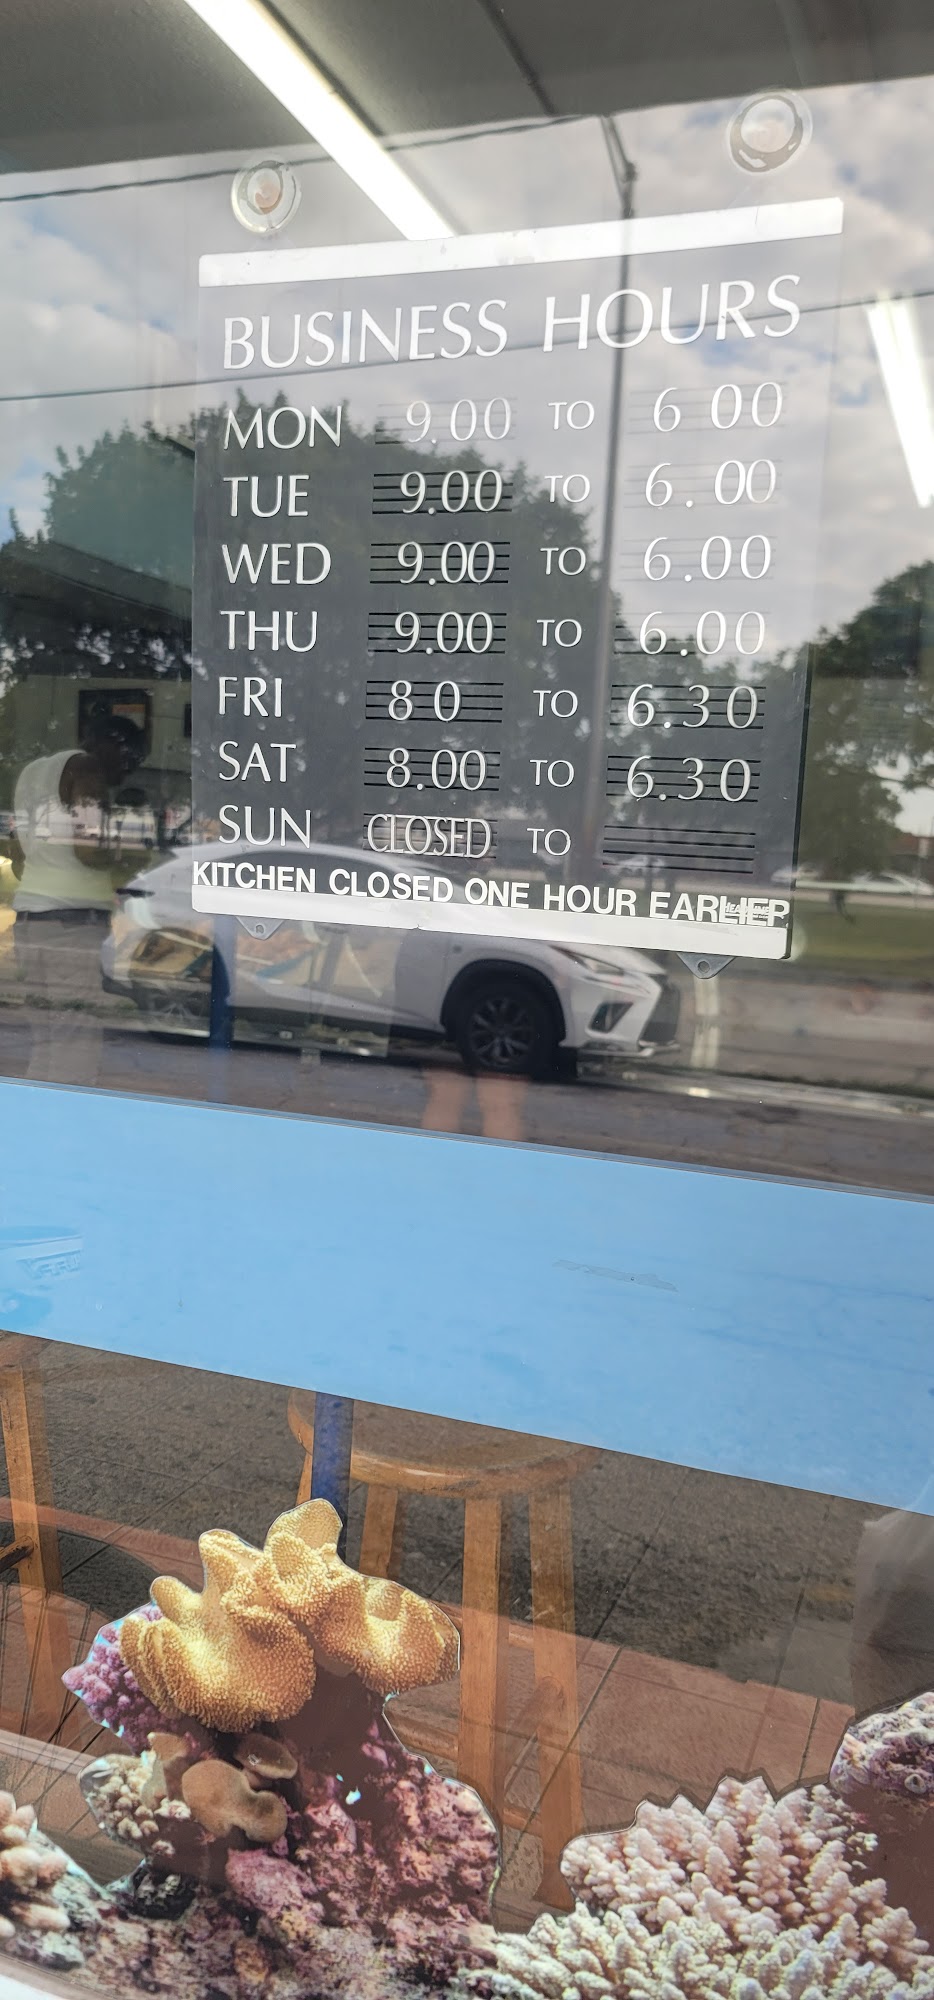 BUSINESS HOURS
MON 9.00 TO 6 00
TUE 9.00 TO 6.00
WED 9.00 TO 6.00
THU 9.00 TO 6.00
FRI 8 0 TO 6.30
SAT 8.00 TO 6.30
SUN CLOSED TO
KITCHEN CLOSED ONE HOUR EARLIER